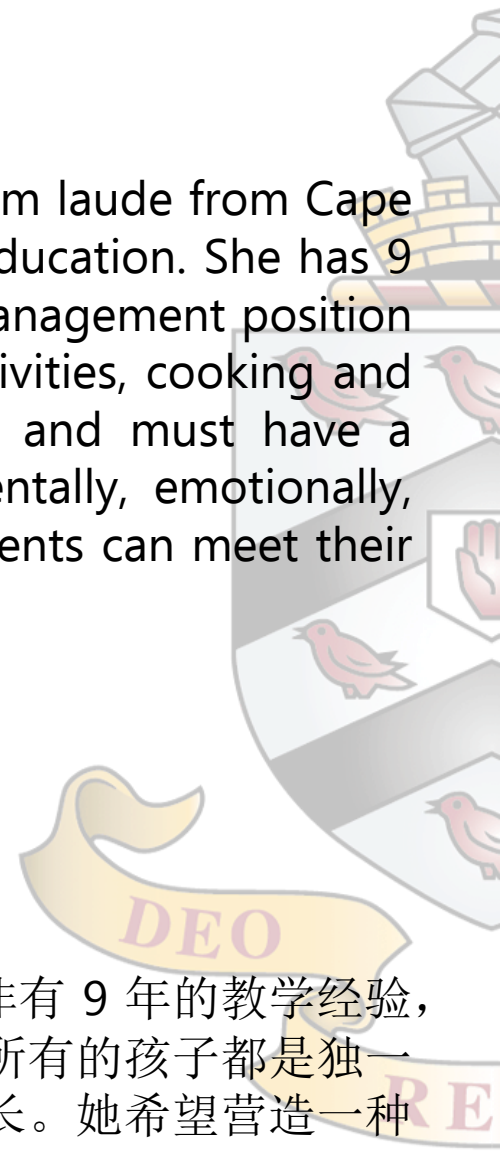 m laude from Cape
ducation. She has 9
anagement position
ivities, cooking and
and must have a
entally, emotionally,
ents can meet their
DEO
有 9 年的教学经验，
所有的孩子都是独一
长。她希望营造一种
RE